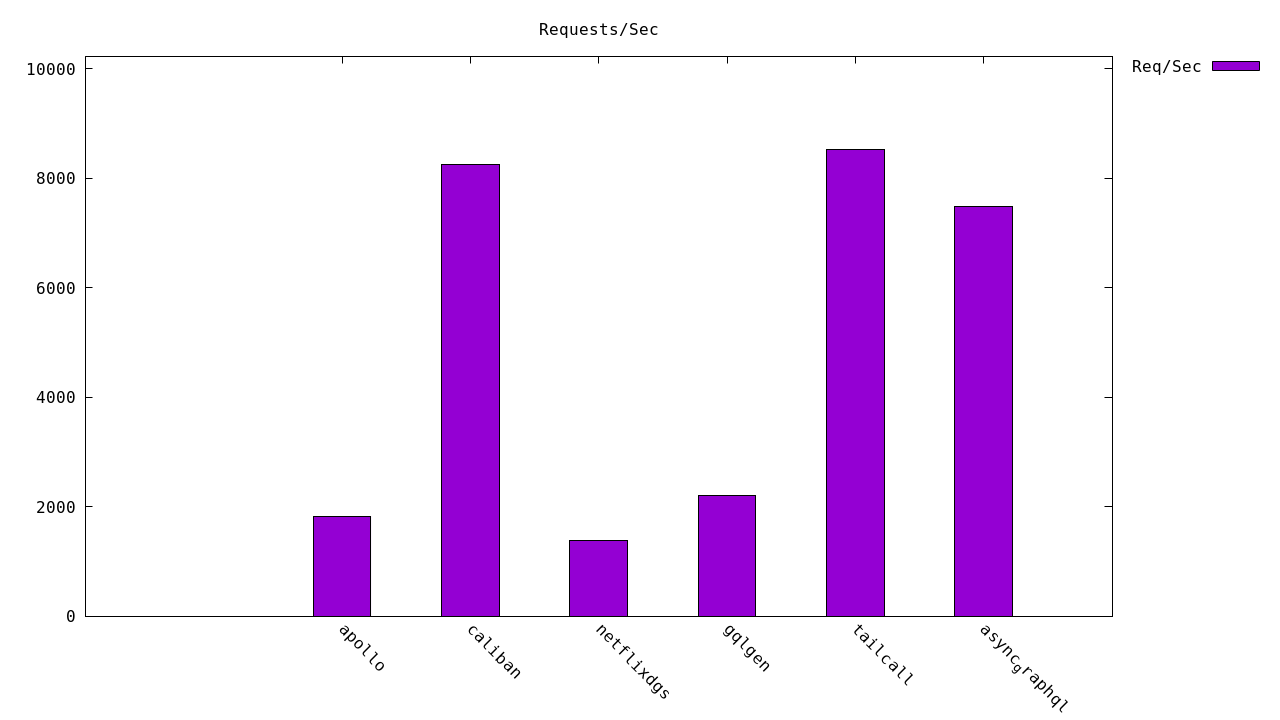 Requests/Sec
Req/Sec
10000
8000
6000
4000
2000
0
apollo
caliban
netflixdgs
gqlgen
tailcall
async_graphql